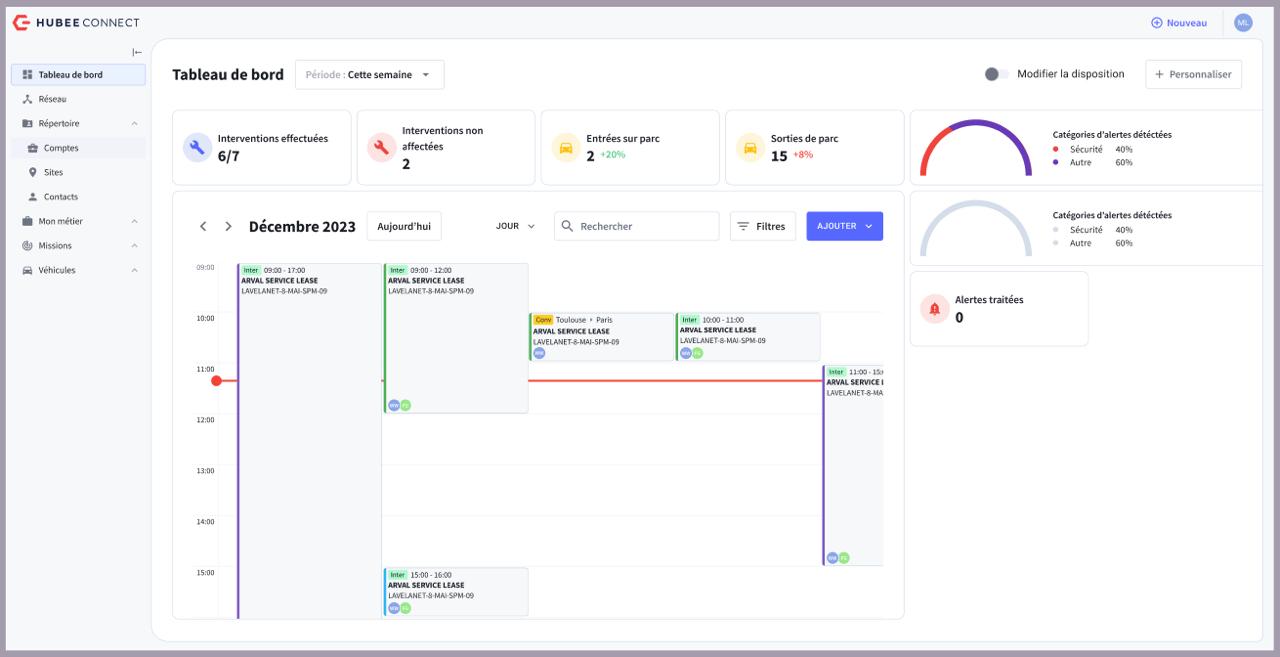 HUBEE CONNECT
Nouveau
ML
Tableau de bord
Réseau
Répertoire
Comptes
Sites
Contacts
Mon métier
Missions
Véhicules
Tableau de bord
Période : Cette semaine
Modifier la disposition
+ Personnaliser
Interventions effectuées
6/7
Interventions non
affectées
2
Entrées sur parc
2 +20%
Sorties de parc
15 +8%
Catégories d'alertes détéctées
Sécurité 40%
Autre 60%
Catégories d'alertes détéctées
Sécurité 40%
Autre 60%
Alertes traitées
0
Décembre 2023
Aujourd'hui
JOUR
Rechercher
Filtres
AJOUTER
09:00
10:00
11:00
12:00
13:00
14:00
15:00
Inter 09:00 - 17:00
ARVAL SERVICE LEASE
LAVELANET-8-MAI-SPM-09
Inter 09:00 - 12:00
ARVAL SERVICE LEASE
LAVELANET-8-MAI-SPM-09
Conv Toulouse Paris
ARVAL SERVICE LEASE
LAVELANET-8-MAI-SPM-09
Inter 10:00 - 11:00
ARVAL SERVICE LEASE
LAVELANET-8-MAI-SPM-09
Inter 11:00 - 15:
ARVAL SERVICE L
LAVELANET-8-MA
Inter 15:00 - 16:00
ARVAL SERVICE LEASE
LAVELANET-8-MAI-SPM-09